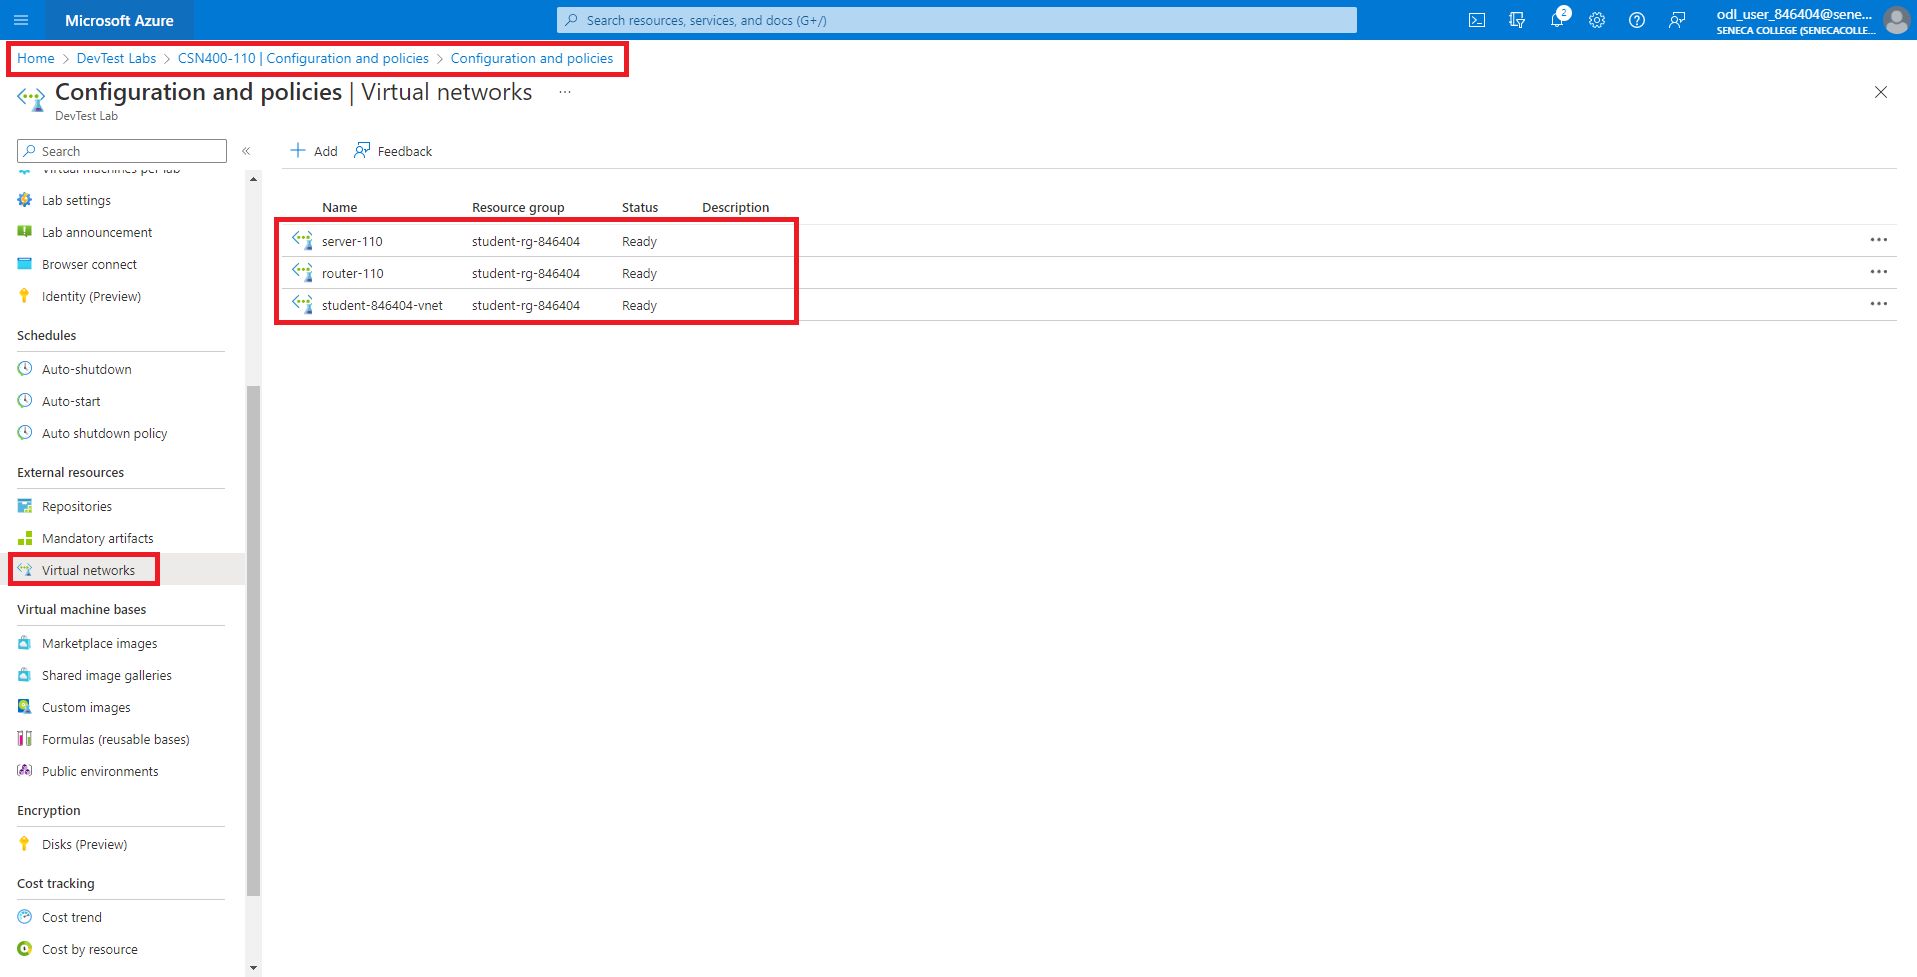 Microsoft Azure
Search resources, services, and docs (G+/)
2
odl_user_846404@sene...
SENECA COLLEGE (SENECACOLLE...
Home > DevTest Labs > CSN400-110 | Configuration and policies > Configuration and policies
Configuration and policies | Virtual networks ...
DevTest Lab
Search «
Add Feedback
Virtual machines per lab
Lab settings
Lab announcement
Browser connect
Identity (Preview)
Schedules
Auto-shutdown
Auto-start
Auto shutdown policy
External resources
Repositories
Mandatory artifacts
Virtual networks
Virtual machine bases
Marketplace images
Shared image galleries
Custom images
Formulas (reusable bases)
Public environments
Encryption
Disks (Preview)
Cost tracking
Cost trend
Cost by resource
Name Resource group Status Description
server-110 student-rg-846404 Ready
router-110 student-rg-846404 Ready
student-846404-vnet student-rg-846404 Ready